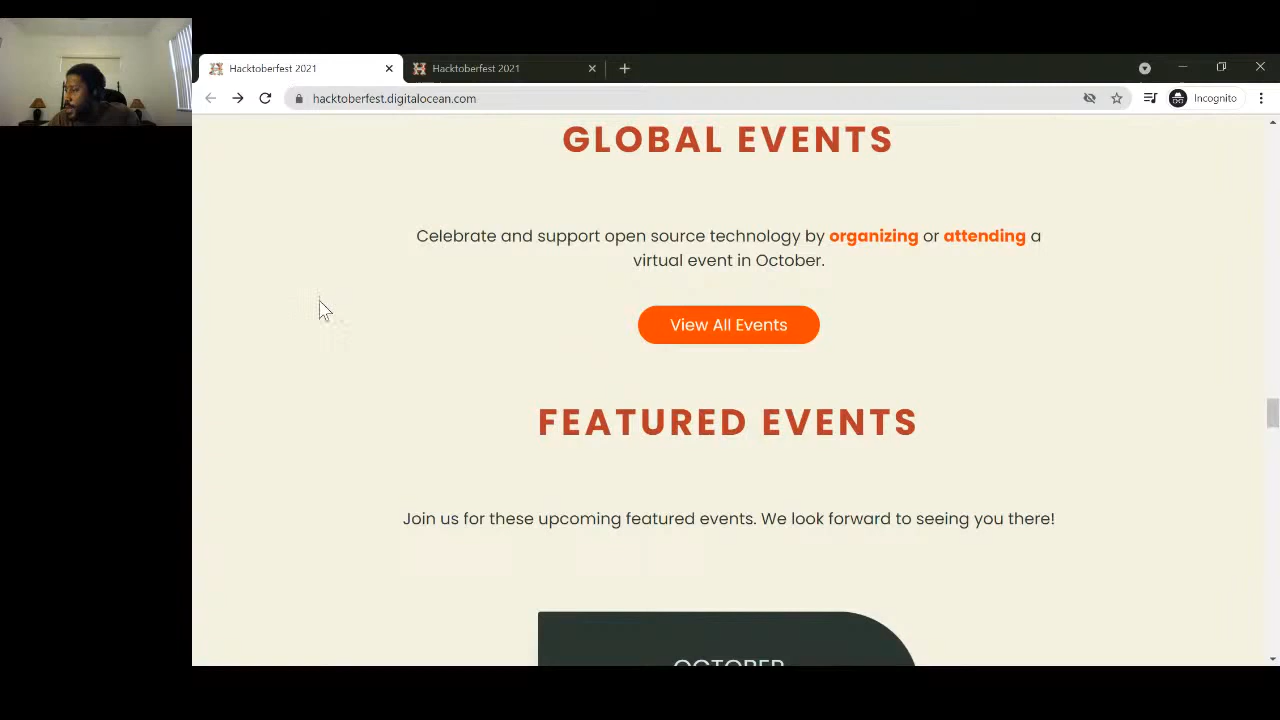 Hacktoberfest 2021
Hacktoberfest 2021
hacktoberfest.digitalocean.com
Incognito
GLOBAL EVENTS
Celebrate and support open source technology by organizing or attending a
virtual event in October.
View All Events
FEATURED EVENTS
Join us for these upcoming featured events. We look forward to seeing you there!
OCTOBER